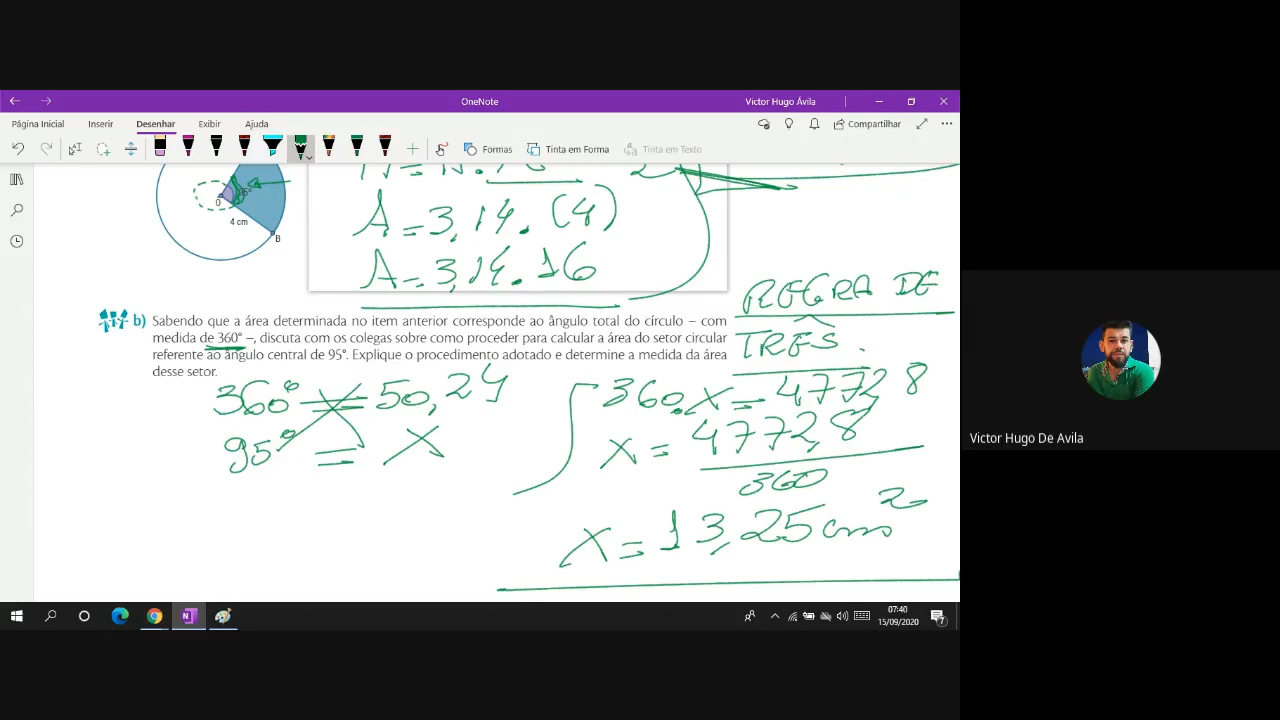 OneNote
Victor Hugo Ávila
Página Inicial Inserir Desenhar Exibir Ajuda
Compartilhar
Formas Tinta em Forma Tinta em Texto
95°
O
4 cm
B
A = 3,14. (4)
A = 3,14. 16
REGRA DE
TRÊS.
b) Sabendo que a área determinada no item anterior corresponde ao ângulo total do círculo – com
medida de 360° –, discuta com os colegas sobre como proceder para calcular a área do setor circular
referente ao ângulo central de 95°. Explique o procedimento adotado e determine a medida da área
desse setor.
360° = 50,24
95° = X
360.X = 4772,8
X = 4772,8
360
X = 13,25cm²
Victor Hugo De Avila
07:40
15/09/2020